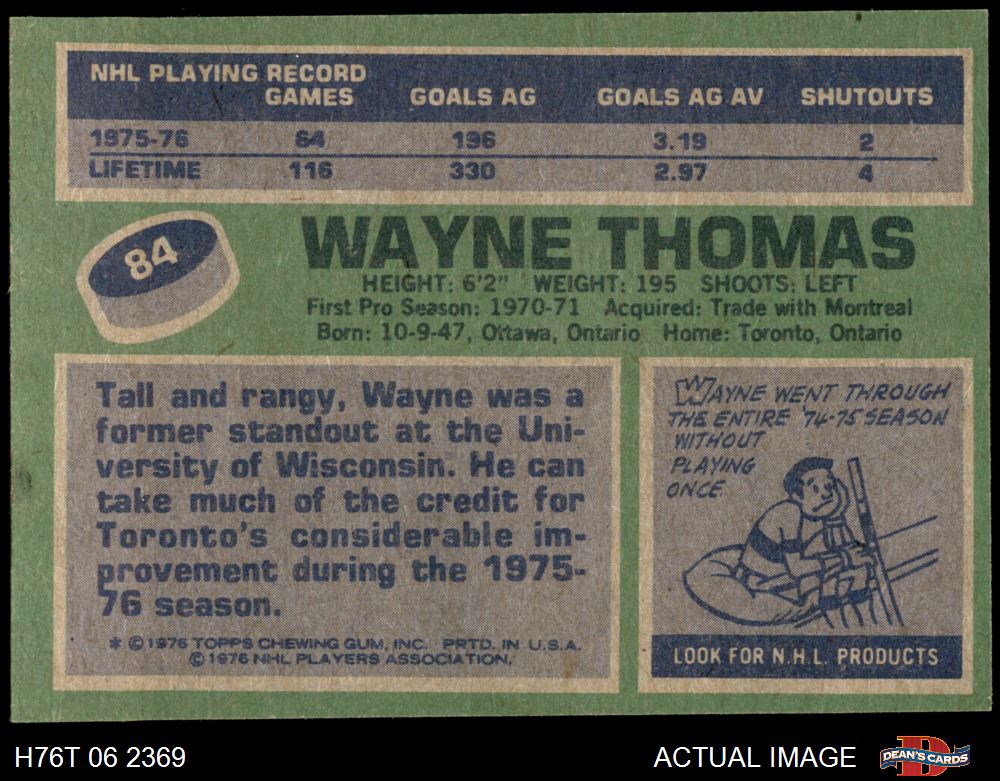 NHL PLAYING RECORD
GAMES GOALS AG GOALS AG AV SHUTOUTS
1975-76 64 196 3.19 2
LIFETIME 116 330 2.97 4
84
WAYNE THOMAS
HEIGHT: 6'2" WEIGHT: 195 SHOOTS: LEFT
First Pro Season: 1970-71 Acquired: Trade with Montreal
Born: 10-9-47, Ottawa, Ontario Home: Toronto, Ontario
Tall and rangy, Wayne was a
former standout at the Uni-
versity of Wisconsin. He can
take much of the credit for
Toronto's considerable im-
provement during the 1975-
76 season.
* © 1976 TOPPS CHEWING GUM, INC. PRTD. IN U.S.A.
© 1976 NHL PLAYERS ASSOCIATION.
WAYNE WENT THROUGH
THE ENTIRE '74-75 SEASON
WITHOUT
PLAYING
ONCE.
LOOK FOR N.H.L. PRODUCTS
H76T 06 2369 ACTUAL IMAGE D DEAN'S CARDS